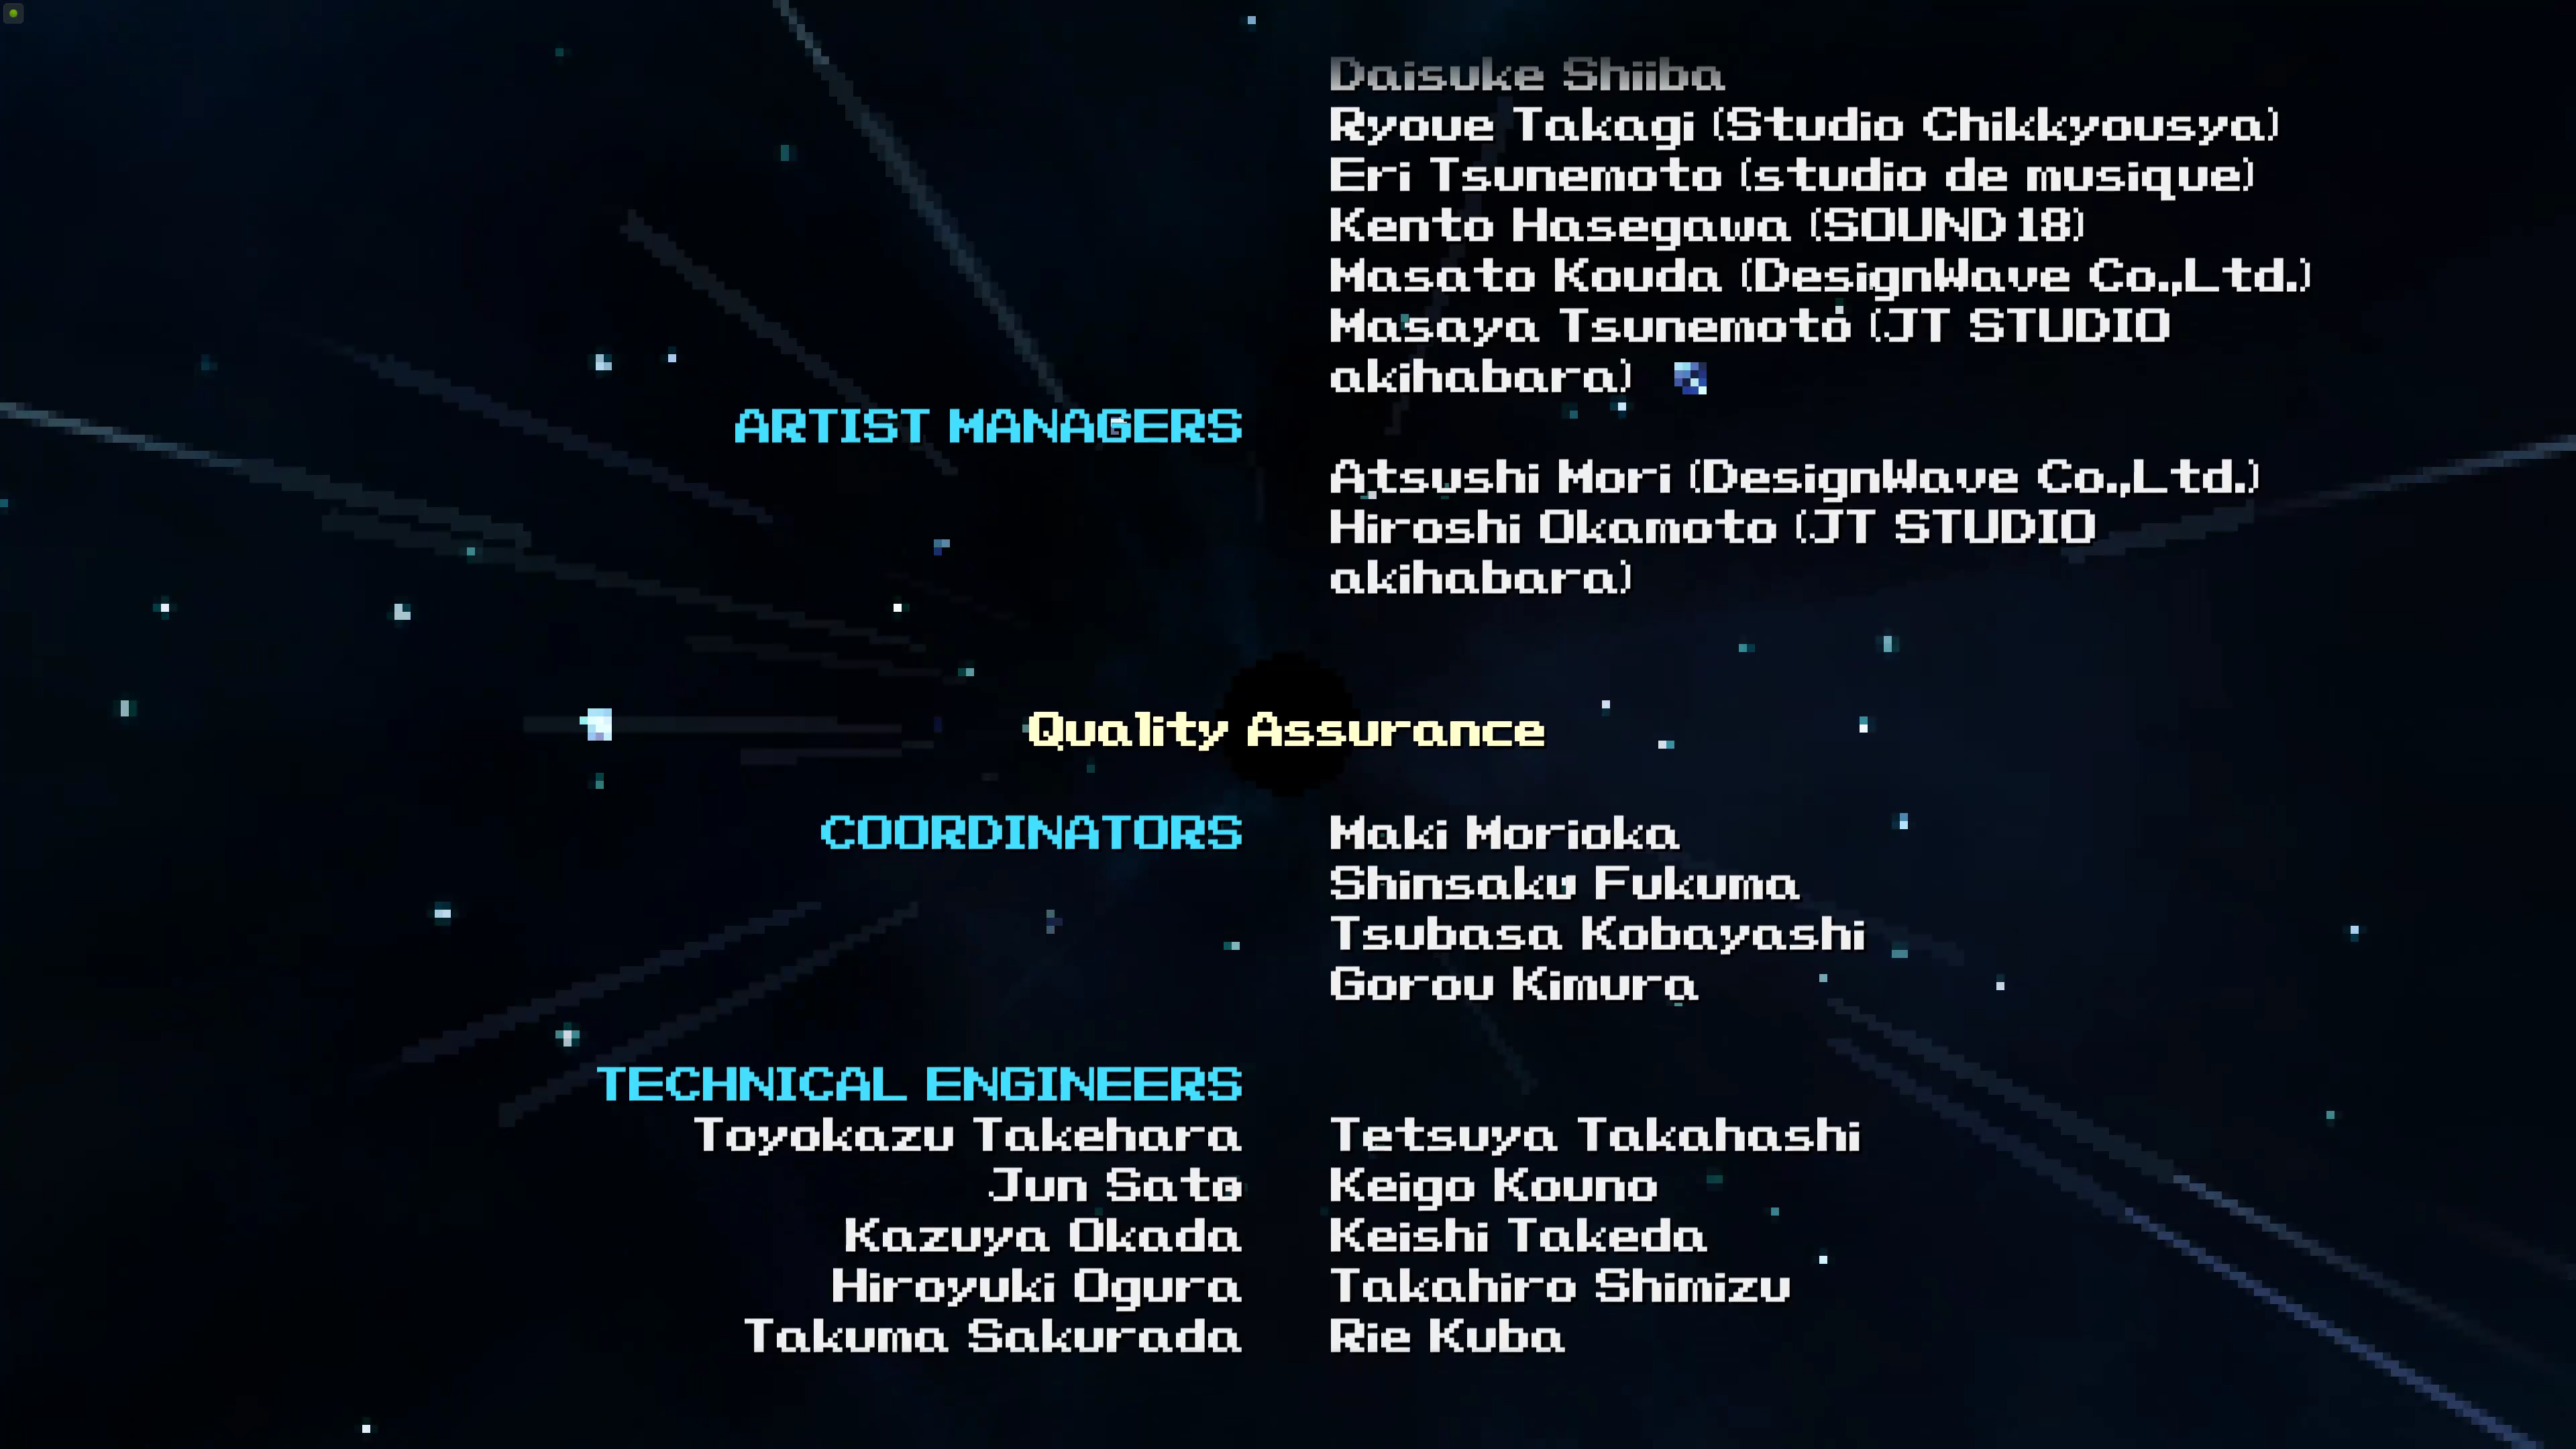 Daisuke Shiiba
Ryoue Takagi (Studio Chikkyousya)
Eri Tsunemoto (studio de musique)
Kento Hasegawa (SOUND 18)
Masato Kouda (DesignWave Co.,Ltd.)
Masaya Tsunemoto (JT STUDIO
akihabara)
ARTIST MANAGERS
Atsushi Mori (DesignWave Co.,Ltd.)
Hiroshi Okamoto (JT STUDIO
akihabara)
Quality Assurance
COORDINATORS Maki Morioka
Shinsaku Fukuma
Tsubasa Kobayashi
Gorou Kimura
TECHNICAL ENGINEERS
Toyokazu Takehara Tetsuya Takahashi
Jun Sato Keigo Kouno
Kazuya Okada Keishi Takeda
Hiroyuki Ogura Takahiro Shimizu
Takuma Sakurada Rie Kuba